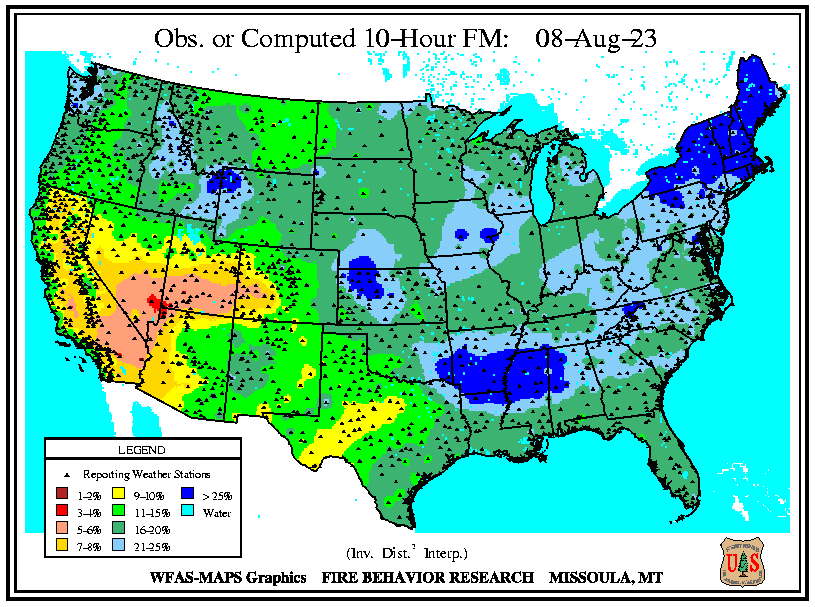 Obs. or Computed 10-Hour FM: 08-Aug-23
LEGEND
Reporting Weather Stations
1-2% 9-10% > 25%
3-4% 11-15% Water
5-6% 16-20%
7-8% 21-25%
(Inv. Dist.² Interp.)
WFAS-MAPS Graphics FIRE BEHAVIOR RESEARCH MISSOULA, MT
U S